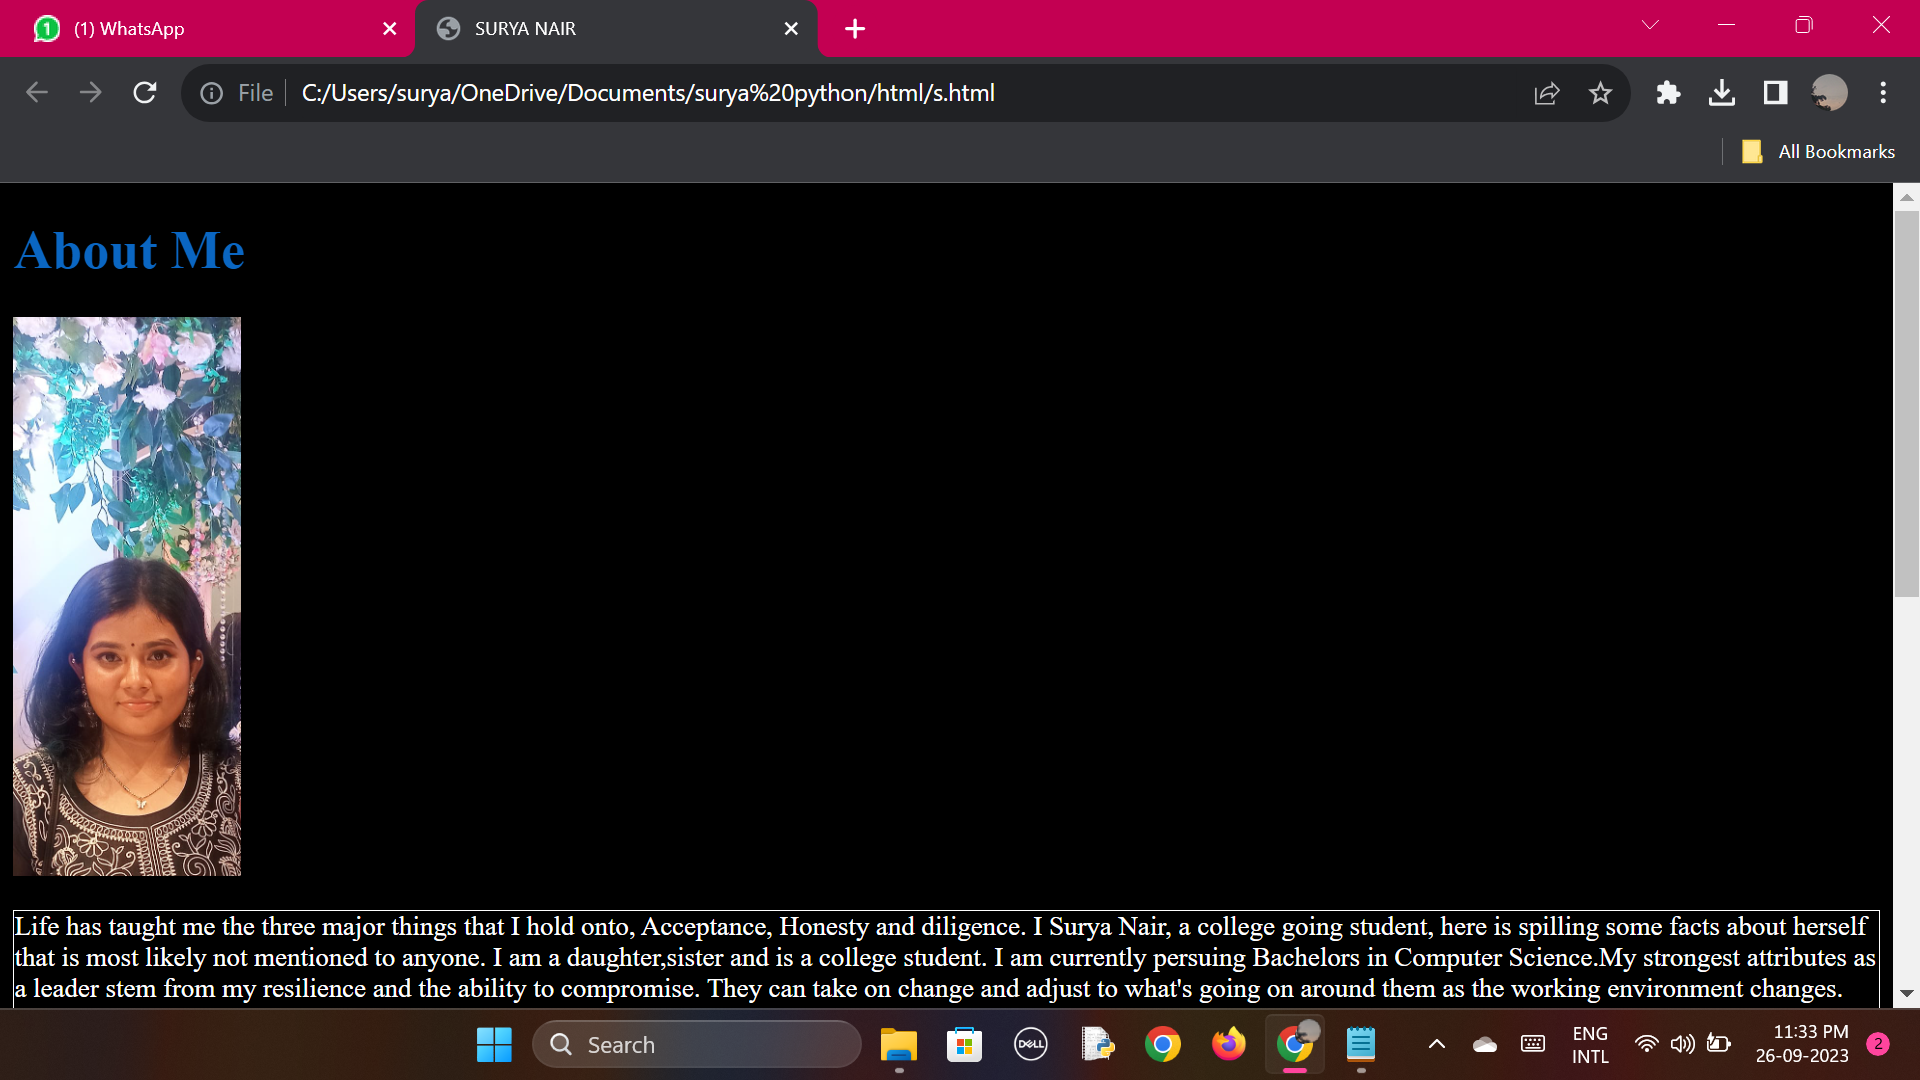 (1) WhatsApp
SURYA NAIR
File
C:/Users/surya/OneDrive/Documents/surya%20python/html/s.html
All Bookmarks
About Me
Life has taught me the three major things that I hold onto, Acceptance, Honesty and diligence. I Surya Nair, a college going student, here is spilling some facts about herself
that is most likely not mentioned to anyone. I am a daughter,sister and is a college student. I am currently persuing Bachelors in Computer Science.My strongest attributes as
a leader stem from my resilience and the ability to compromise. They can take on change and adjust to what's going on around them as the working environment changes.
Search
DELL
ENG
INTL
11:33 PM
26-09-2023
2